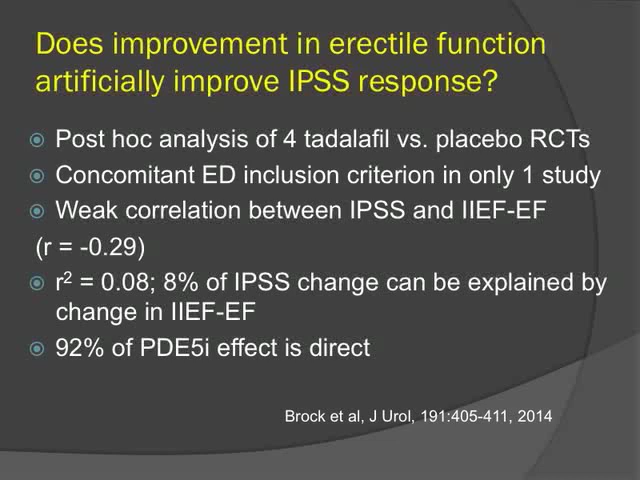 Does improvement in erectile function
artificially improve IPSS response?
Post hoc analysis of 4 tadalafil vs. placebo RCTs
Concomitant ED inclusion criterion in only 1 study
Weak correlation between IPSS and IIEF-EF
(r = -0.29)
r² = 0.08; 8% of IPSS change can be explained by
change in IIEF-EF
92% of PDE5i effect is direct
Brock et al, J Urol, 191:405-411, 2014